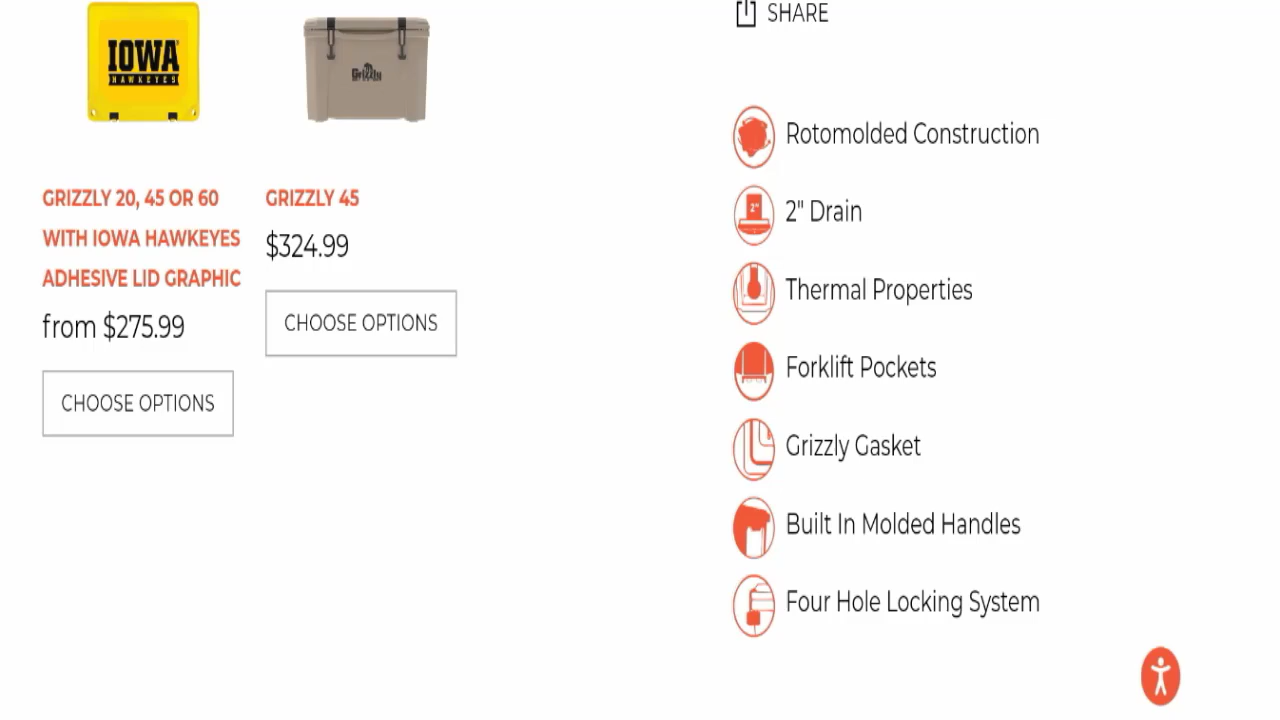 IOWA
HAWKEYES
Grizzly
GRIZZLY 20, 45 OR 60
WITH IOWA HAWKEYES
ADHESIVE LID GRAPHIC
from $275.99
CHOOSE OPTIONS
GRIZZLY 45
$324.99
CHOOSE OPTIONS
SHARE
Rotomolded Construction
2"
2" Drain
Thermal Properties
Forklift Pockets
Grizzly Gasket
Built In Molded Handles
Four Hole Locking System